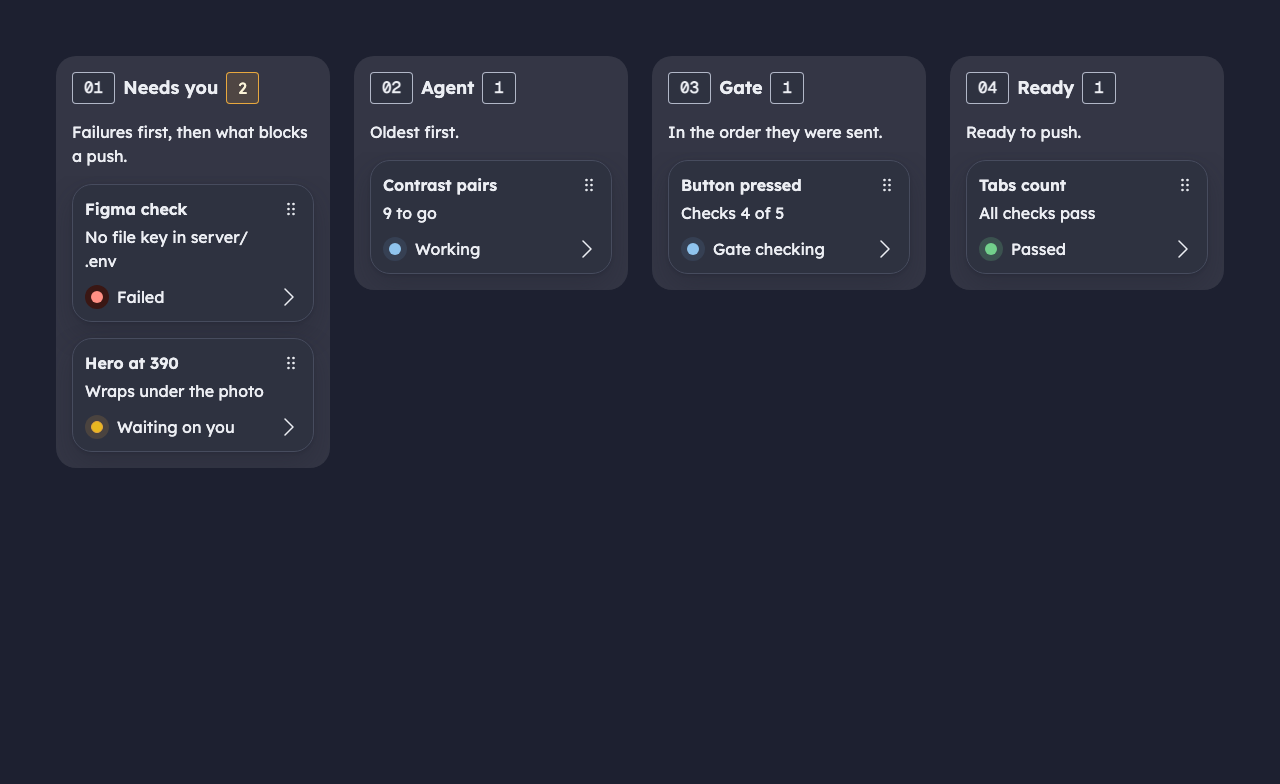 01 Needs you 2
Failures first, then what blocks
a push.
Figma check
No file key in server/
.env
Failed
Hero at 390
Wraps under the photo
Waiting on you
02 Agent 1
Oldest first.
Contrast pairs
9 to go
Working
03 Gate 1
In the order they were sent.
Button pressed
Checks 4 of 5
Gate checking
04 Ready 1
Ready to push.
Tabs count
All checks pass
Passed